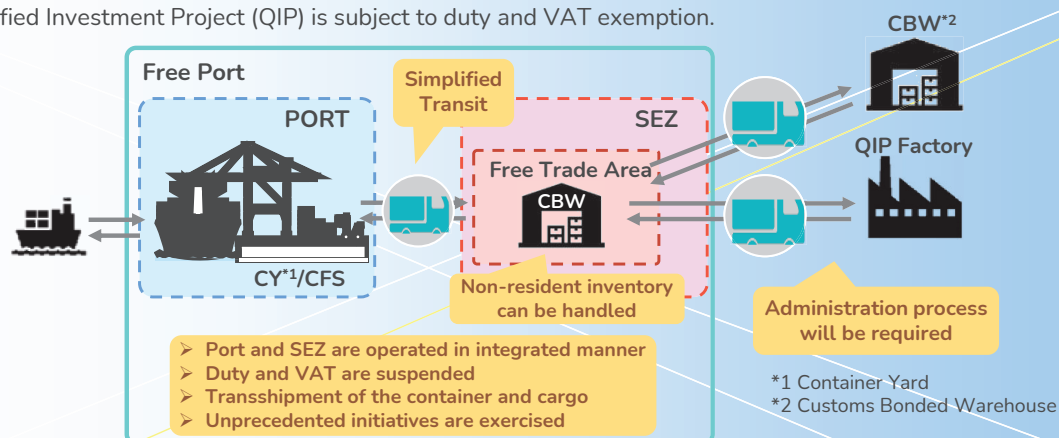 fied Investment Project (QIP) is subject to duty and VAT exemption.
CBW*2
Free Port
Simplified
Transit
PORT
SEZ
QIP Factory
Free Trade Area
CBW
CY*1/CFS
Non-resident inventory
can be handled
Administration process
will be required
➢ Port and SEZ are operated in integrated manner
➢ Duty and VAT are suspended
➢ Transshipment of the container and cargo
➢ Unprecedented initiatives are exercised
*1 Container Yard
*2 Customs Bonded Warehouse